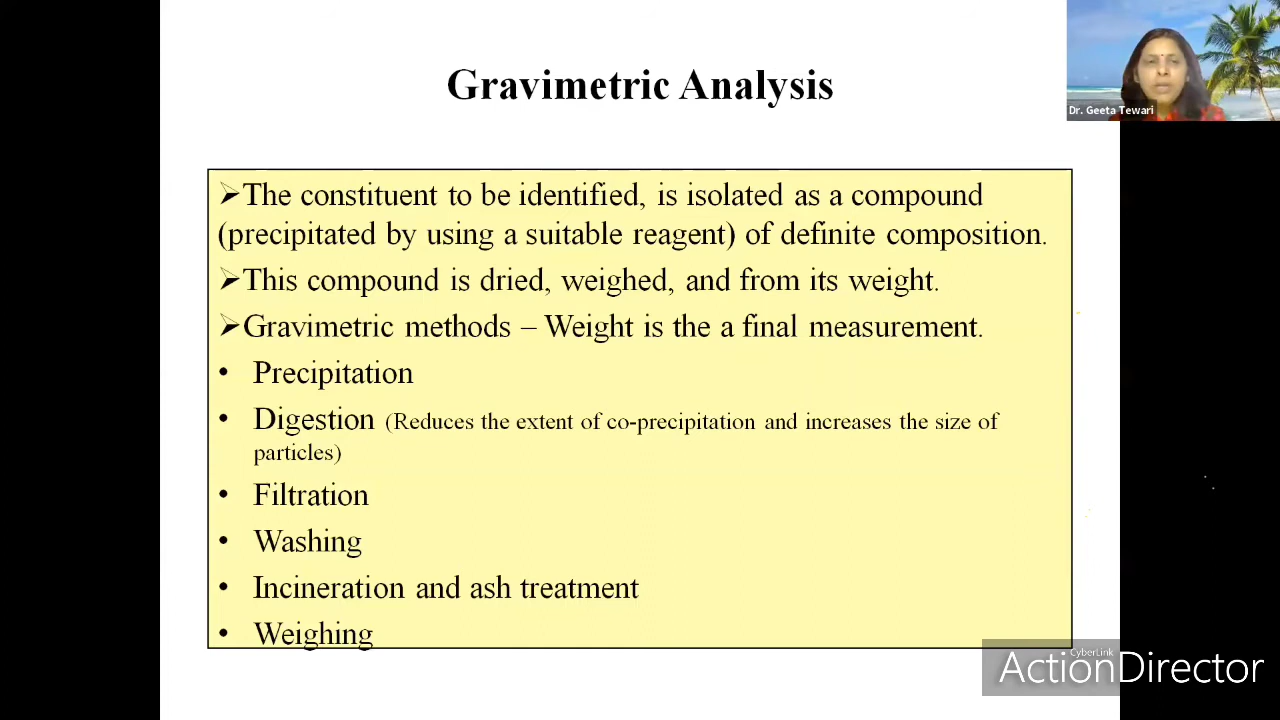 Gravimetric Analysis
Dr. Geeta Tewari
➢The constituent to be identified, is isolated as a compound
(precipitated by using a suitable reagent) of definite composition.
➢This compound is dried, weighed, and from its weight.
➢Gravimetric methods – Weight is the a final measurement.
• Precipitation
• Digestion (Reduces the extent of co-precipitation and increases the size of
particles)
• Filtration
• Washing
• Incineration and ash treatment
• Weighing
CyberLink
ActionDirector